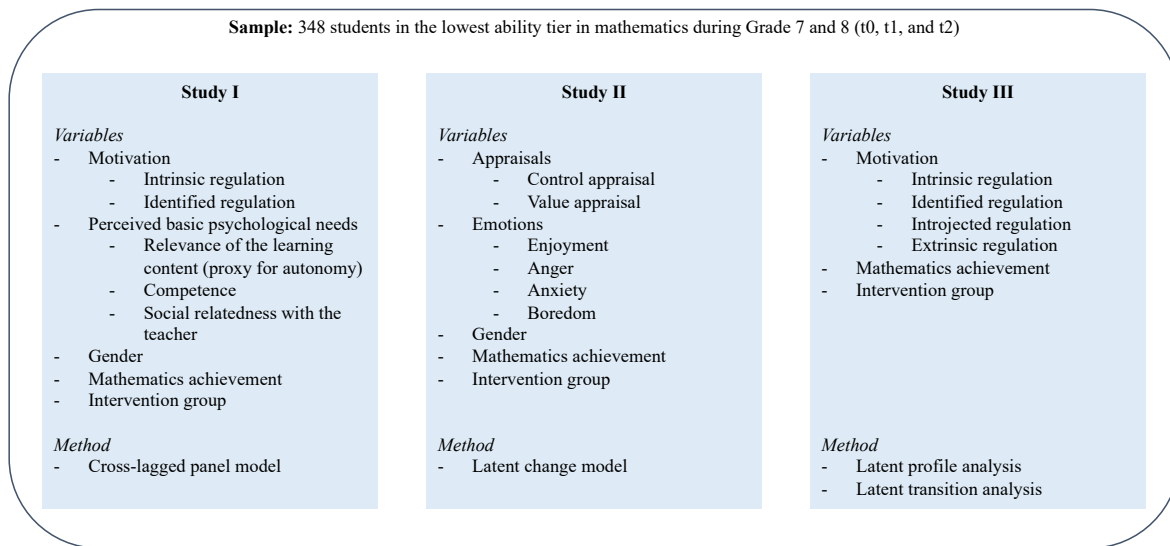 Sample: 348 students in the lowest ability tier in mathematics during Grade 7 and 8 (t0, t1, and t2)
Study I
Variables
- Motivation
- Intrinsic regulation
- Identified regulation
- Perceived basic psychological needs
- Relevance of the learning
content (proxy for autonomy)
- Competence
- Social relatedness with the
teacher
- Gender
- Mathematics achievement
- Intervention group
Method
- Cross-lagged panel model
Study II
Variables
- Appraisals
- Control appraisal
- Value appraisal
- Emotions
- Enjoyment
- Anger
- Anxiety
- Boredom
- Gender
- Mathematics achievement
- Intervention group
Method
- Latent change model
Study III
Variables
- Motivation
- Intrinsic regulation
- Identified regulation
- Introjected regulation
- Extrinsic regulation
- Mathematics achievement
- Intervention group
Method
- Latent profile analysis
- Latent transition analysis